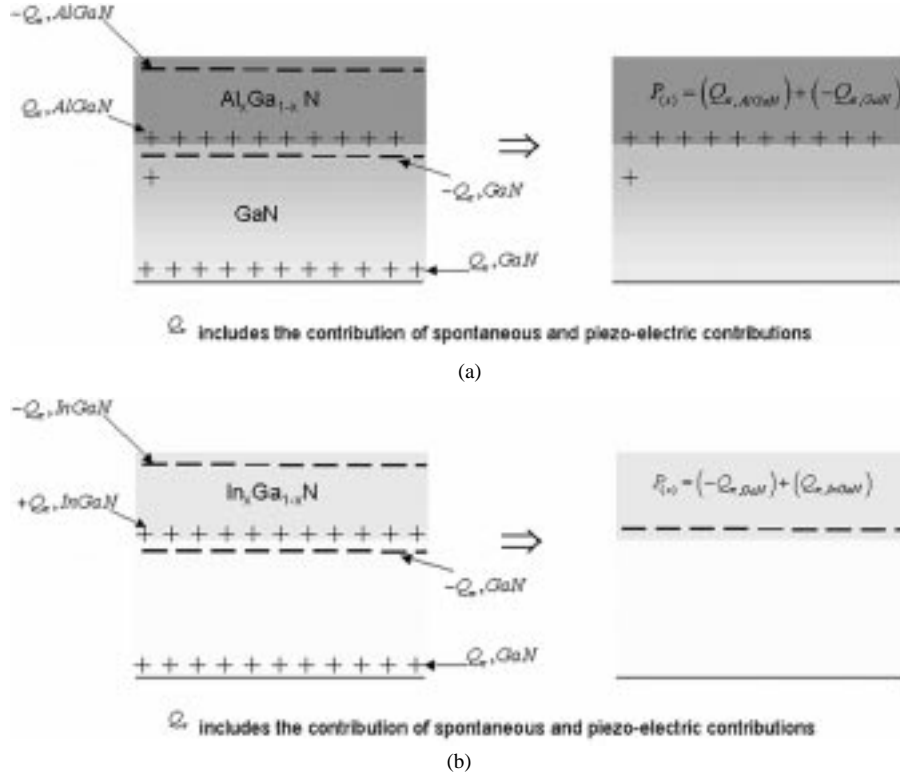 −Qπ, AlGaN
Qπ, AlGaN
AlxGa1-x N
P(x) = (Qπ, AlGaN) + (−Qπ, GaN)
−Qπ, GaN
GaN
Qπ, GaN
Qπ includes the contribution of spontaneous and piezo-electric contributions
(a)
−Qπ, InGaN
InxGa1-xN
P(x) = (−Qπ, GaN) + (Qπ, InGaN)
+Qπ, InGaN
−Qπ, GaN
Qπ, GaN
Qπ includes the contribution of spontaneous and piezo-electric contributions
(b)